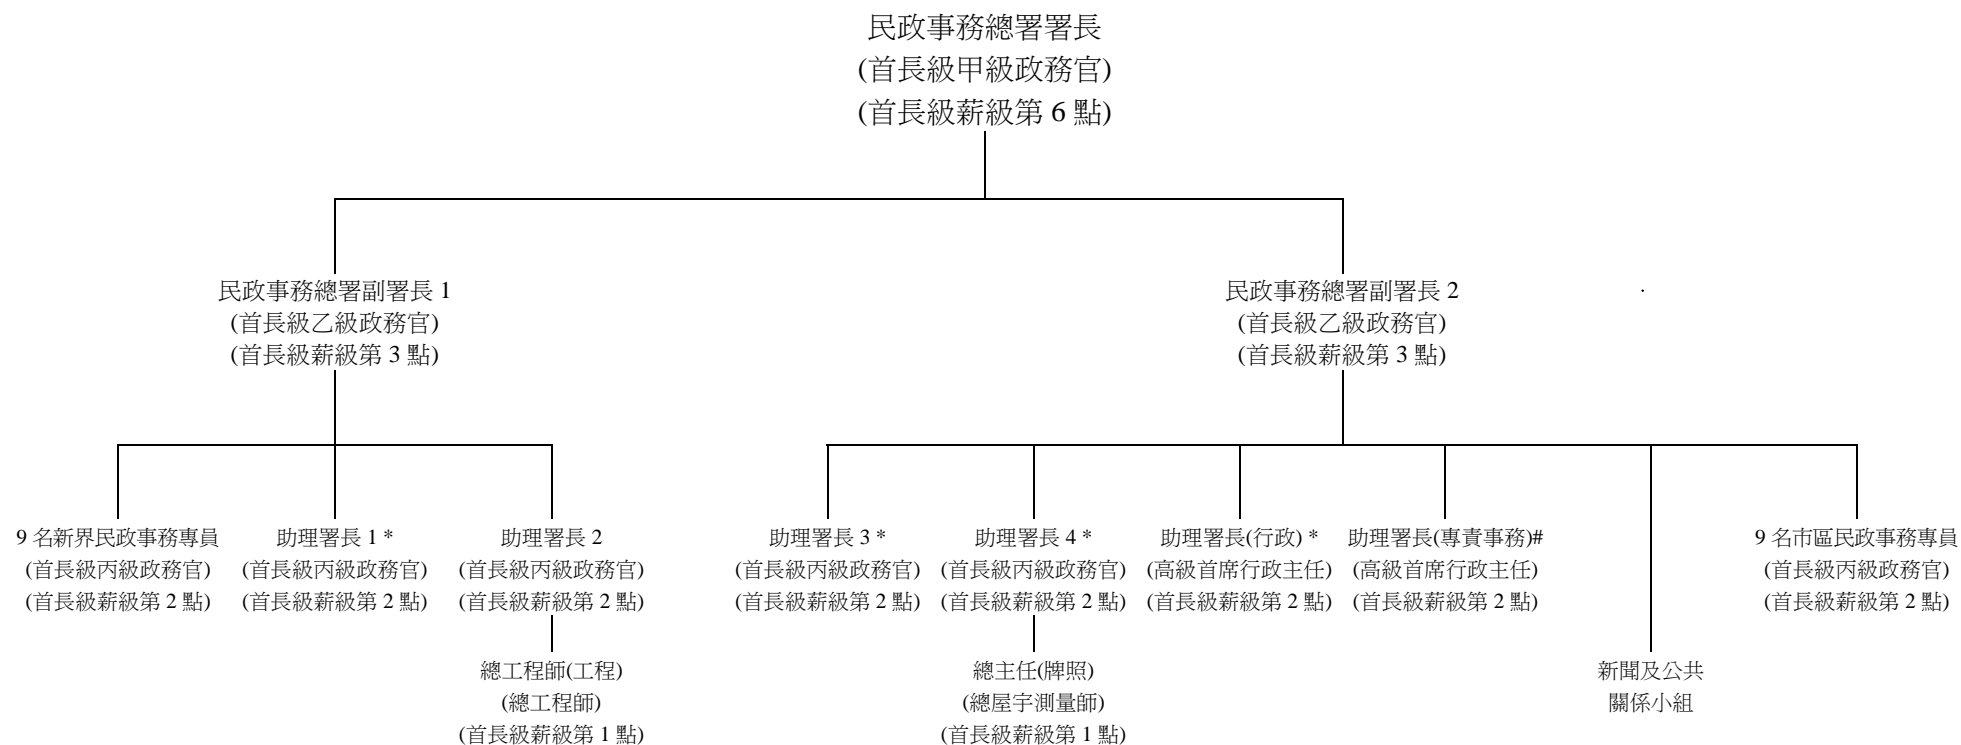 民政事務總署署長
(首長級甲級政務官)
(首長級薪級第 6 點)
民政事務總署副署長 1
(首長級乙級政務官)
(首長級薪級第 3 點)
民政事務總署副署長 2
(首長級乙級政務官)
(首長級薪級第 3 點)
9 名新界民政事務專員
(首長級丙級政務官)
(首長級薪級第 2 點)
助理署長 1 *
(首長級丙級政務官)
(首長級薪級第 2 點)
助理署長 2
(首長級丙級政務官)
(首長級薪級第 2 點)
總工程師(工程)
(總工程師)
(首長級薪級第 1 點)
助理署長 3 *
(首長級丙級政務官)
(首長級薪級第 2 點)
助理署長 4 *
(首長級丙級政務官)
(首長級薪級第 2 點)
總主任(牌照)
(總屋宇測量師)
(首長級薪級第 1 點)
助理署長(行政) *
(高級首席行政主任)
(首長級薪級第 2 點)
助理署長(專責事務)#
(高級首席行政主任)
(首長級薪級第 2 點)
新聞及公共
關係小組
9 名市區民政事務專員
(首長級丙級政務官)
(首長級薪級第 2 點)